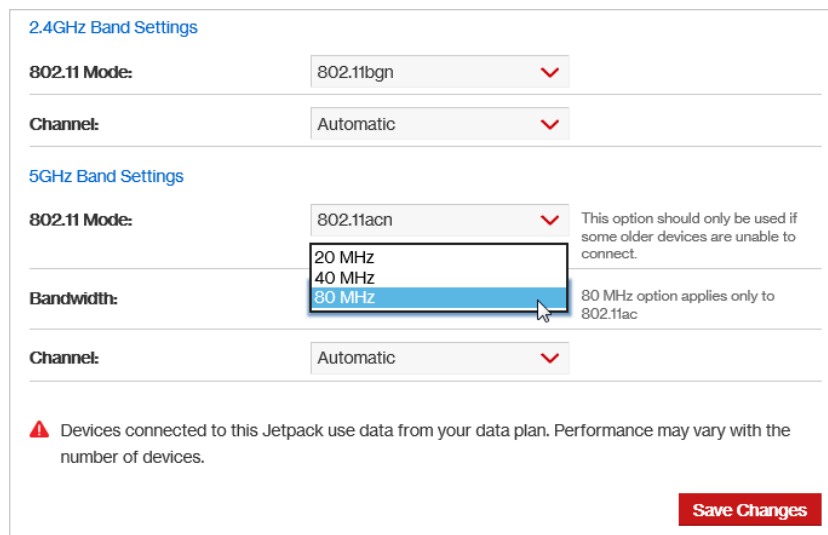 2.4GHz Band Settings
802.11 Mode: 802.11bgn
Channel: Automatic
5GHz Band Settings
802.11 Mode: 802.11acn
This option should only be used if
some older devices are unable to
connect.
20 MHz
40 MHz
80 MHz
Bandwidth:
80 MHz option applies only to
802.11ac
Channel: Automatic
Devices connected to this Jetpack use data from your data plan. Performance may vary with the
number of devices.
Save Changes